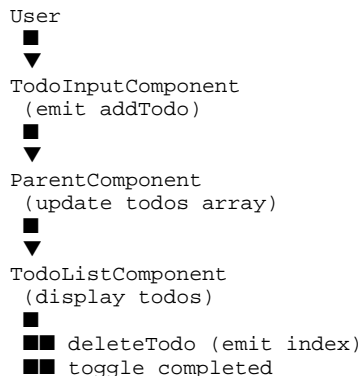 User
■
▼
TodoInputComponent
(emit addTodo)
■
▼
ParentComponent
(update todos array)
■
▼
TodoListComponent
(display todos)
■
■■ deleteTodo (emit index)
■■ toggle completed